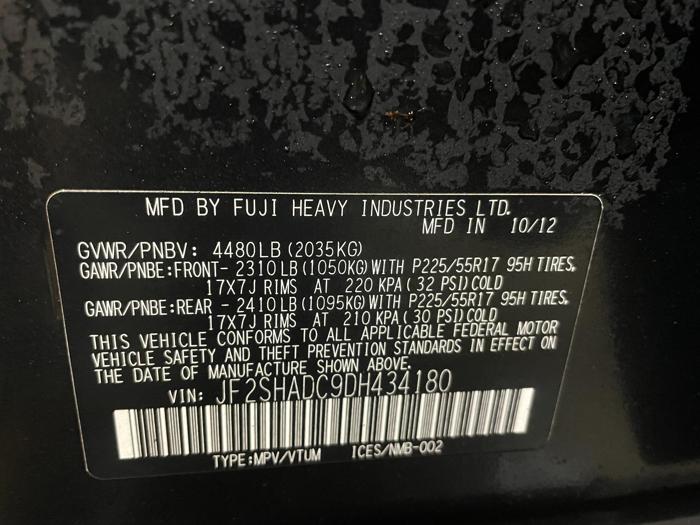 MFD BY FUJI HEAVY INDUSTRIES LTD.
MFD IN 10/12
GVWR/PNBV: 4480LB (2035KG)
GAWR/PNBE:FRONT- 2310LB (1050KG) WITH P225/55R17 95H TIRES,
17X7J RIMS AT 220 KPA (32 PSI) COLD
GAWR/PNBE:REAR - 2410LB (1095KG) WITH P225/55R17 95H TIRES,
17X7J RIMS AT 210 KPA (30 PSI) COLD
THIS VEHICLE CONFORMS TO ALL APPLICABLE FEDERAL MOTOR
VEHICLE SAFETY AND THEFT PREVENTION STANDARDS IN EFFECT ON
THE DATE OF MANUFACTURE SHOWN ABOVE.
VIN: JF2SHADC9DH434180
TYPE:MPV/VTUM ICES/NMB-002